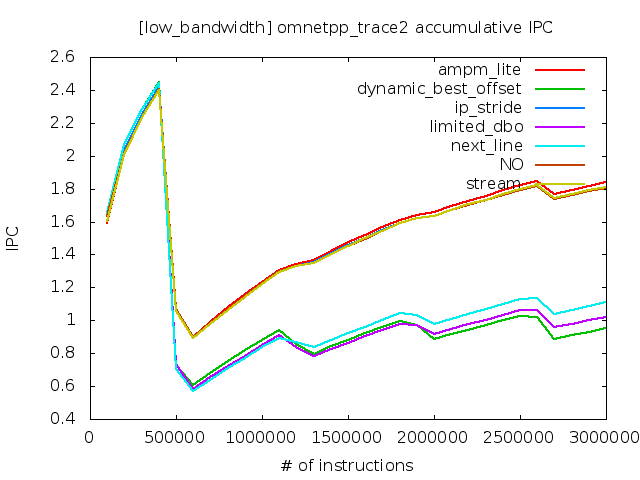 [low_bandwidth] omnetpp_trace2 accumulative IPC
2.6
2.4
2.2
2
1.8
1.6
1.4
1.2
1
0.8
0.6
0.4
IPC
ampm_lite
dynamic_best_offset
ip_stride
limited_dbo
next_line
NO
stream
0 500000 1000000 1500000 2000000 2500000 3000000
# of instructions